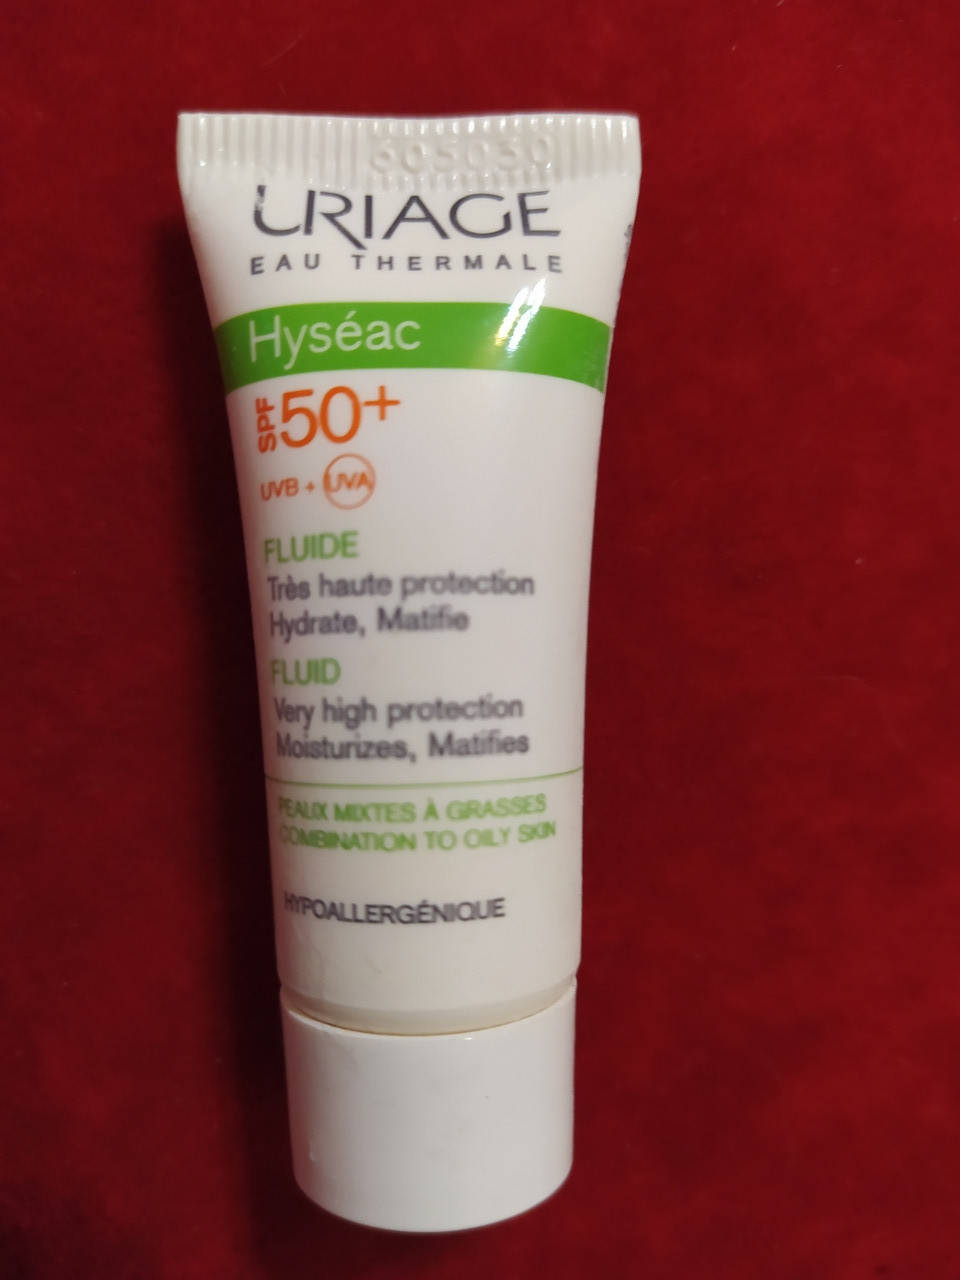 605030
URIAGE
EAU THERMALE
Hyséac
SPF 50+
UVB + UVA
FLUIDE
Très haute protection
Hydrate, Matifie
FLUID
Very high protection
Moisturizes, Matifies
PEAUX MIXTES À GRASSES
COMBINATION TO OILY SKIN
HYPOALLERGÉNIQUE